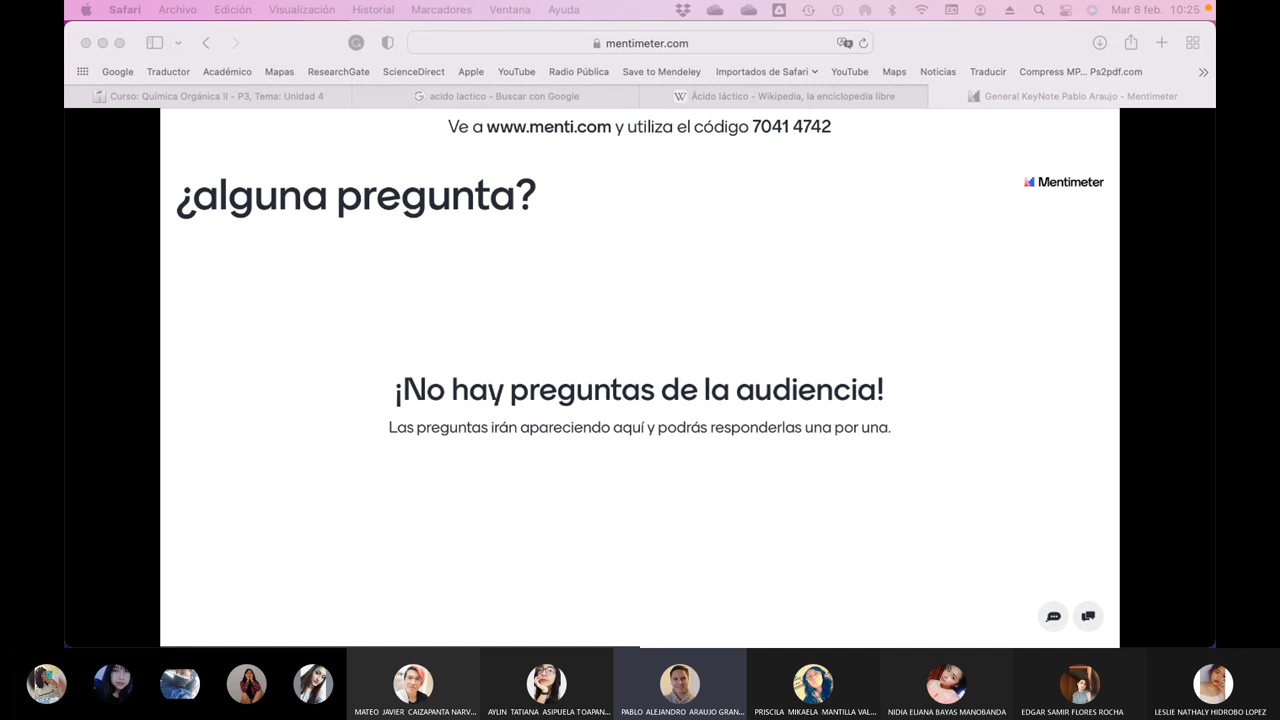 Safari Archivo Edición Visualización Historial Marcadores Ventana Ayuda Mar 8 feb. 10:25
mentimeter.com
Google Traductor Académico Mapas ResearchGate ScienceDirect Apple YouTube Radio Pública Save to Mendeley Importados de Safari YouTube Maps Noticias Traducir Compress MP... Ps2pdf.com
Curso: Química Orgánica II - P3, Tema: Unidad 4 acido lactico - Buscar con Google Ácido láctico - Wikipedia, la enciclopedia libre General KeyNote Pablo Araujo - Mentimeter
Ve a www.menti.com y utiliza el código 7041 4742
¿alguna pregunta?
Mentimeter
¡No hay preguntas de la audiencia!
Las preguntas irán apareciendo aquí y podrás responderlas una por una.
MATEO JAVIER CAIZAPANTA NARV... AYLIN TATIANA ASIPUELA TOAPAN... PABLO ALEJANDRO ARAUJO GRAN... PRISCILA MIKAELA MANTILLA VAL... NIDIA ELIANA BAYAS MANOBANDA EDGAR SAMIR FLORES ROCHA LESLIE NATHALY HIDROBO LOPEZ